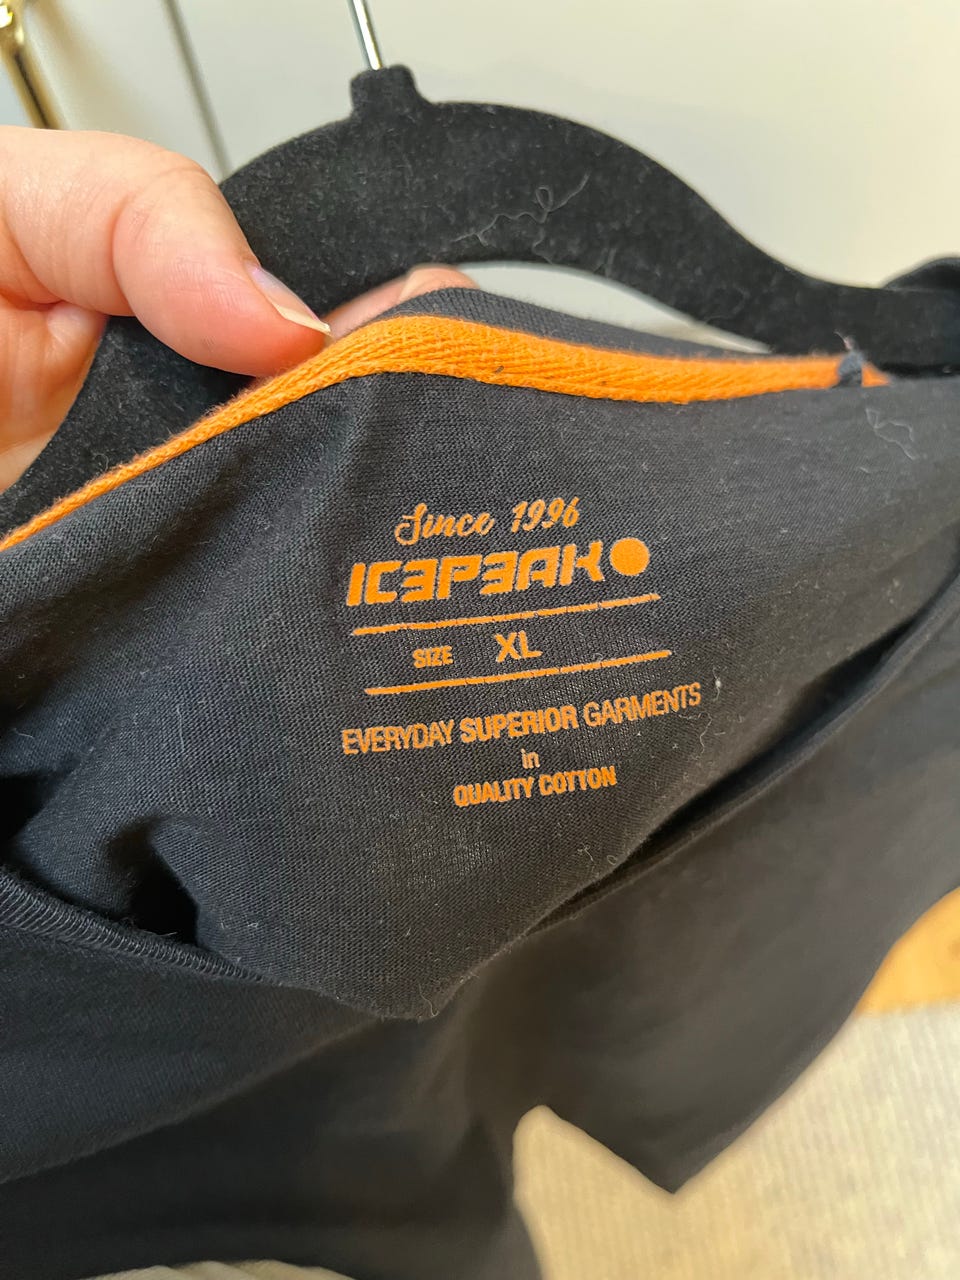 Since 1996
ICEPEAK
SIZE XL
EVERYDAY SUPERIOR GARMENTS
in
QUALITY COTTON